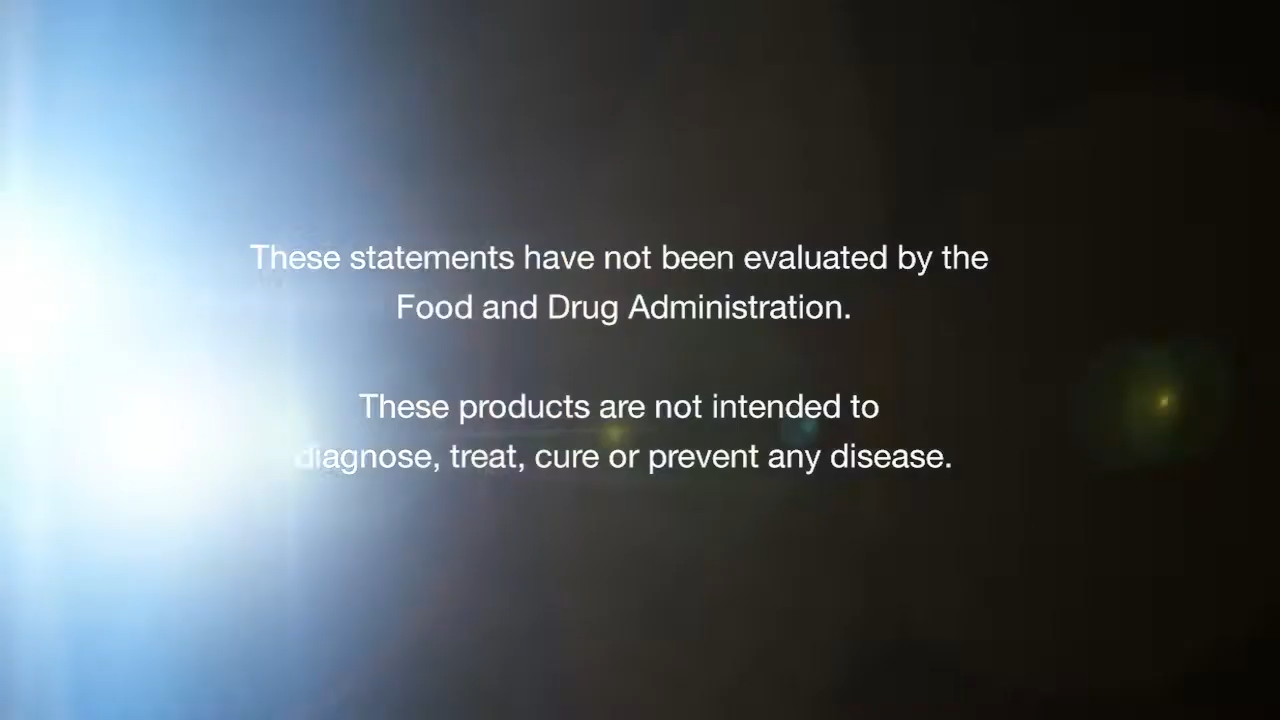 These statements have not been evaluated by the
Food and Drug Administration.
These products are not intended to
diagnose, treat, cure or prevent any disease.